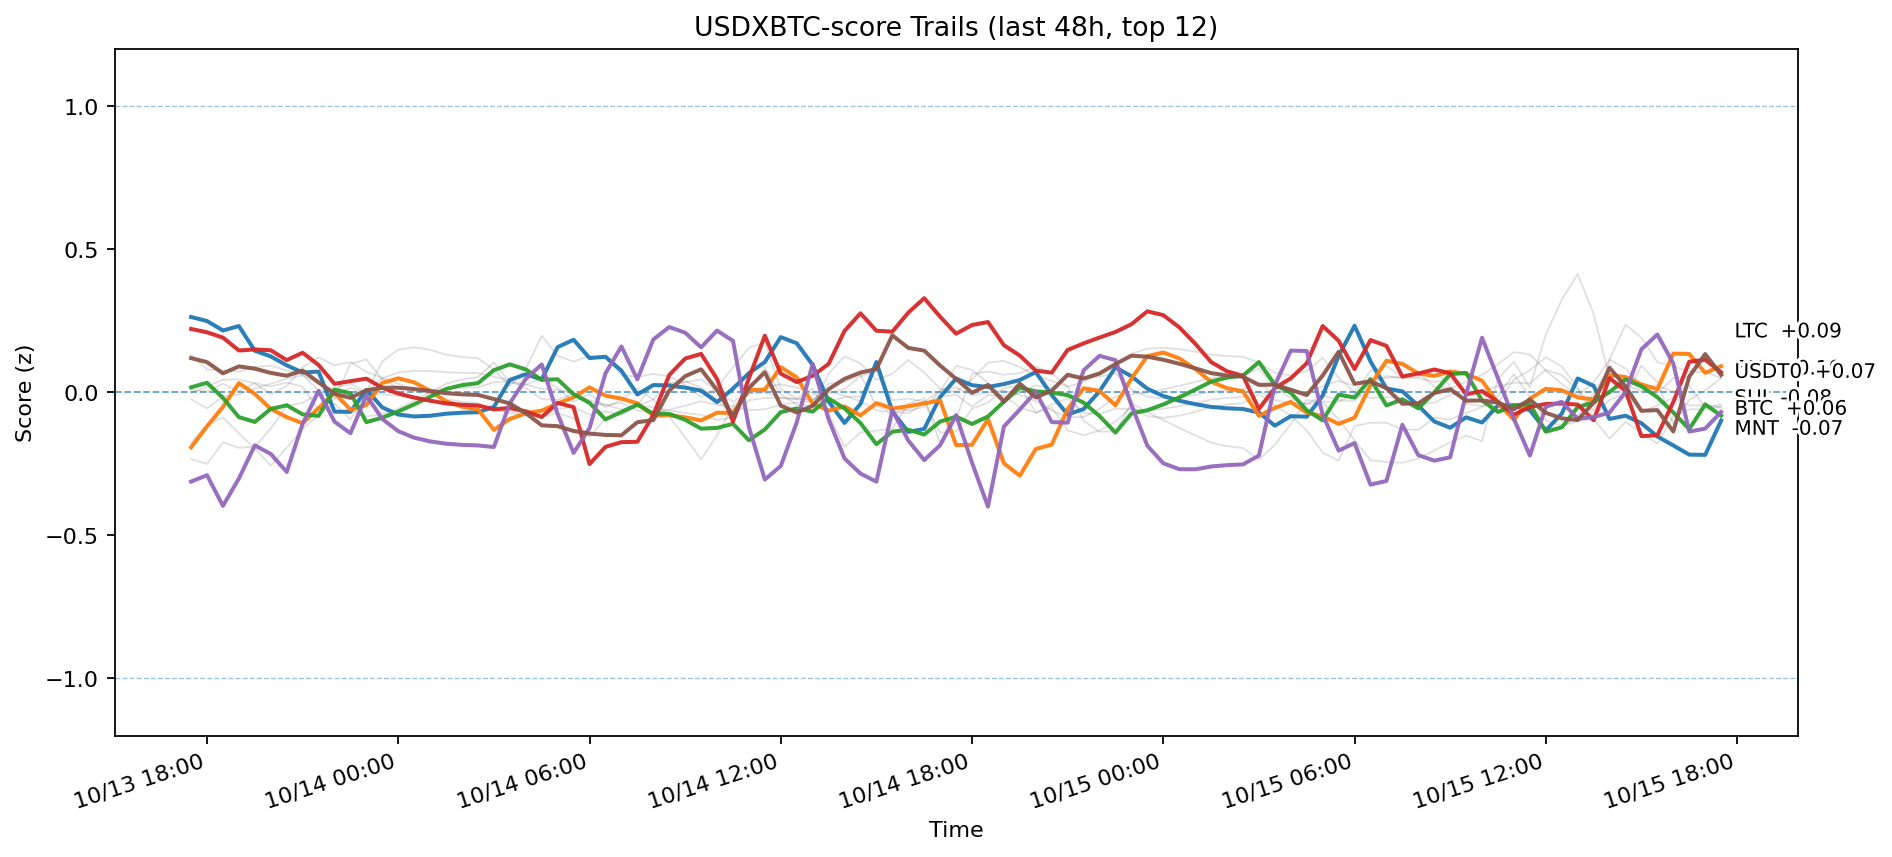 USDXBTC-score Trails (last 48h, top 12)
Score (z)
1.0
0.5
0.0
−0.5
−1.0
LTC +0.09
USDT0 +0.07
SUI -0.08
BTC +0.06
MNT -0.07
10/13 18:00
10/14 00:00
10/14 06:00
10/14 12:00
10/14 18:00
10/15 00:00
10/15 06:00
10/15 12:00
10/15 18:00
Time